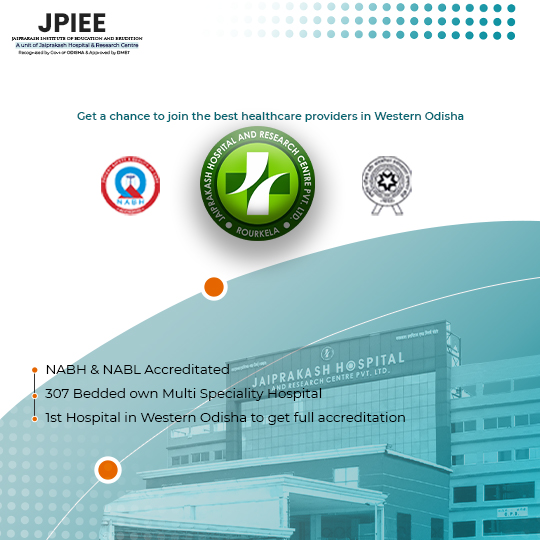 JPIEE
JAIPRAKASH INSTITUTE OF EDUCATION AND ERUDITION
A unit of Jaiprakash Hospital & Research Centre
Recognised by Govt of ODISHA & Approved by DMET
Get a chance to join the best healthcare providers in Western Odisha
NABH
JAIPRAKASH HOSPITAL AND RESEARCH CENTRE PVT. LTD.
ROURKELA
JAIPRAKASH HOSPITAL
AND RESEARCH CENTRE PVT. LTD.
NABH & NABL Accreditated
307 Bedded own Multi Speciality Hospital
1st Hospital in Western Odisha to get full accreditation